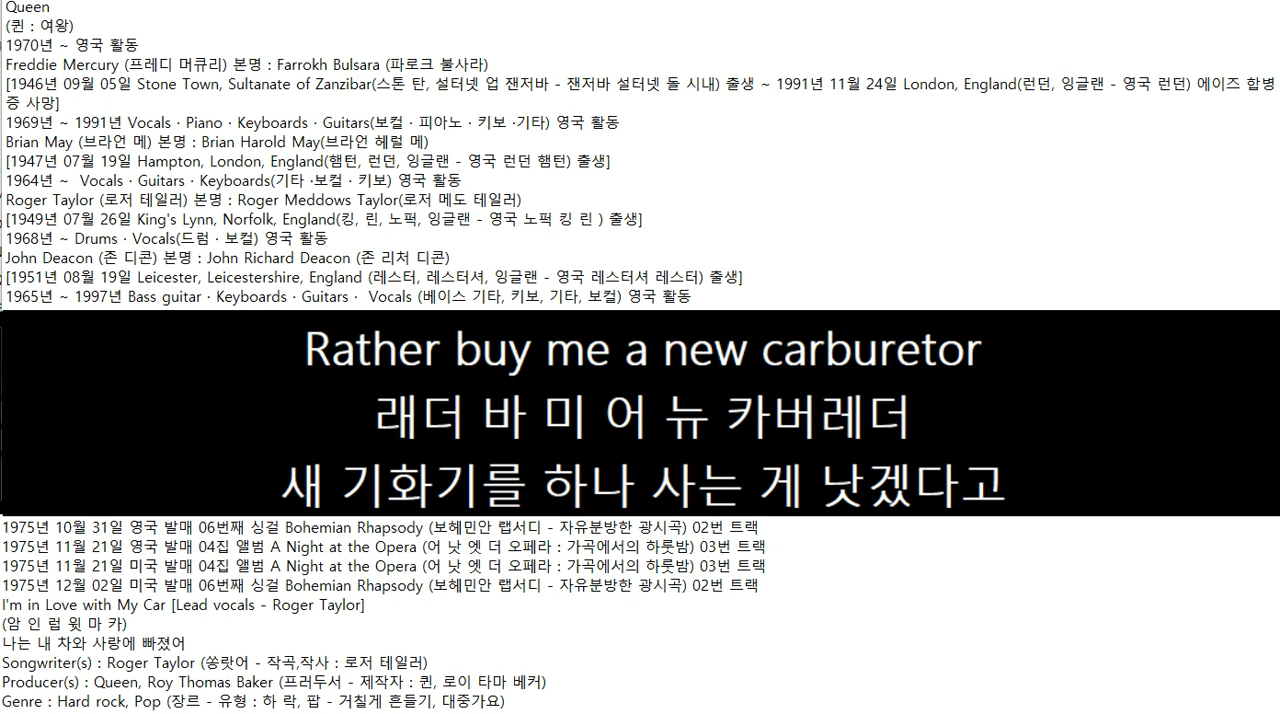 Queen
(퀸 : 여왕)
1970년 ~ 영국 활동
Freddie Mercury (프레디 머큐리) 본명 : Farrokh Bulsara (파로크 불사라)
[1946년 09월 05일 Stone Town, Sultanate of Zanzibar(스톤 탄, 설터넷 업 잰저바 - 잰저바 설터넷 돌 시내) 출생 ~ 1991년 11월 24일 London, England(런던, 잉글랜 - 영국 런던) 에이즈 합병
증 사망]
1969년 ~ 1991년 Vocals · Piano · Keyboards · Guitars(보컬 · 피아노 · 키보 ·기타) 영국 활동
Brian May (브라언 메) 본명 : Brian Harold May(브라언 헤럴 메)
[1947년 07월 19일 Hampton, London, England(햄턴, 런던, 잉글랜 - 영국 런던 햄턴) 출생]
1964년 ~  Vocals · Guitars · Keyboards(기타 ·보컬 · 키보) 영국 활동
Roger Taylor (로저 테일러) 본명 : Roger Meddows Taylor(로저 메도 테일러)
[1949년 07월 26일 King's Lynn, Norfolk, England(킹, 린, 노퍽, 잉글랜 - 영국 노퍽 킹 린 ) 출생]
1968년 ~ Drums · Vocals(드럼 · 보컬) 영국 활동
John Deacon (존 디콘) 본명 : John Richard Deacon (존 리처 디콘)
[1951년 08월 19일 Leicester, Leicestershire, England (레스터, 레스터셔, 잉글랜 - 영국 레스터셔 레스터) 출생]
1965년 ~ 1997년 Bass guitar · Keyboards · Guitars ·  Vocals (베이스 기타, 키보, 기타, 보컬) 영국 활동
Rather buy me a new carburetor
래더 바 미 어 뉴 카버레더
새 기화기를 하나 사는 게 낫겠다고
1975년 10월 31일 영국 발매 06번째 싱걸 Bohemian Rhapsody (보헤민안 랩서디 - 자유분방한 광시곡) 02번 트랙
1975년 11월 21일 영국 발매 04집 앨범 A Night at the Opera (어 낫 엣 더 오페라 : 가곡에서의 하룻밤) 03번 트랙
1975년 11월 21일 미국 발매 04집 앨범 A Night at the Opera (어 낫 엣 더 오페라 : 가곡에서의 하룻밤) 03번 트랙
1975년 12월 02일 미국 발매 06번째 싱걸 Bohemian Rhapsody (보헤민안 랩서디 - 자유분방한 광시곡) 02번 트랙
I'm in Love with My Car [Lead vocals - Roger Taylor]
(암 인 럽 윗 마 카)
나는 내 차와 사랑에 빠졌어
Songwriter(s) : Roger Taylor (쏭랏어 - 작곡,작사 : 로저 테일러)
Producer(s) : Queen, Roy Thomas Baker (프러두서 - 제작자 : 퀸, 로이 타마 베커)
Genre : Hard rock, Pop (장르 - 유형 : 하 락, 팝 - 거칠게 흔들기, 대중가요)